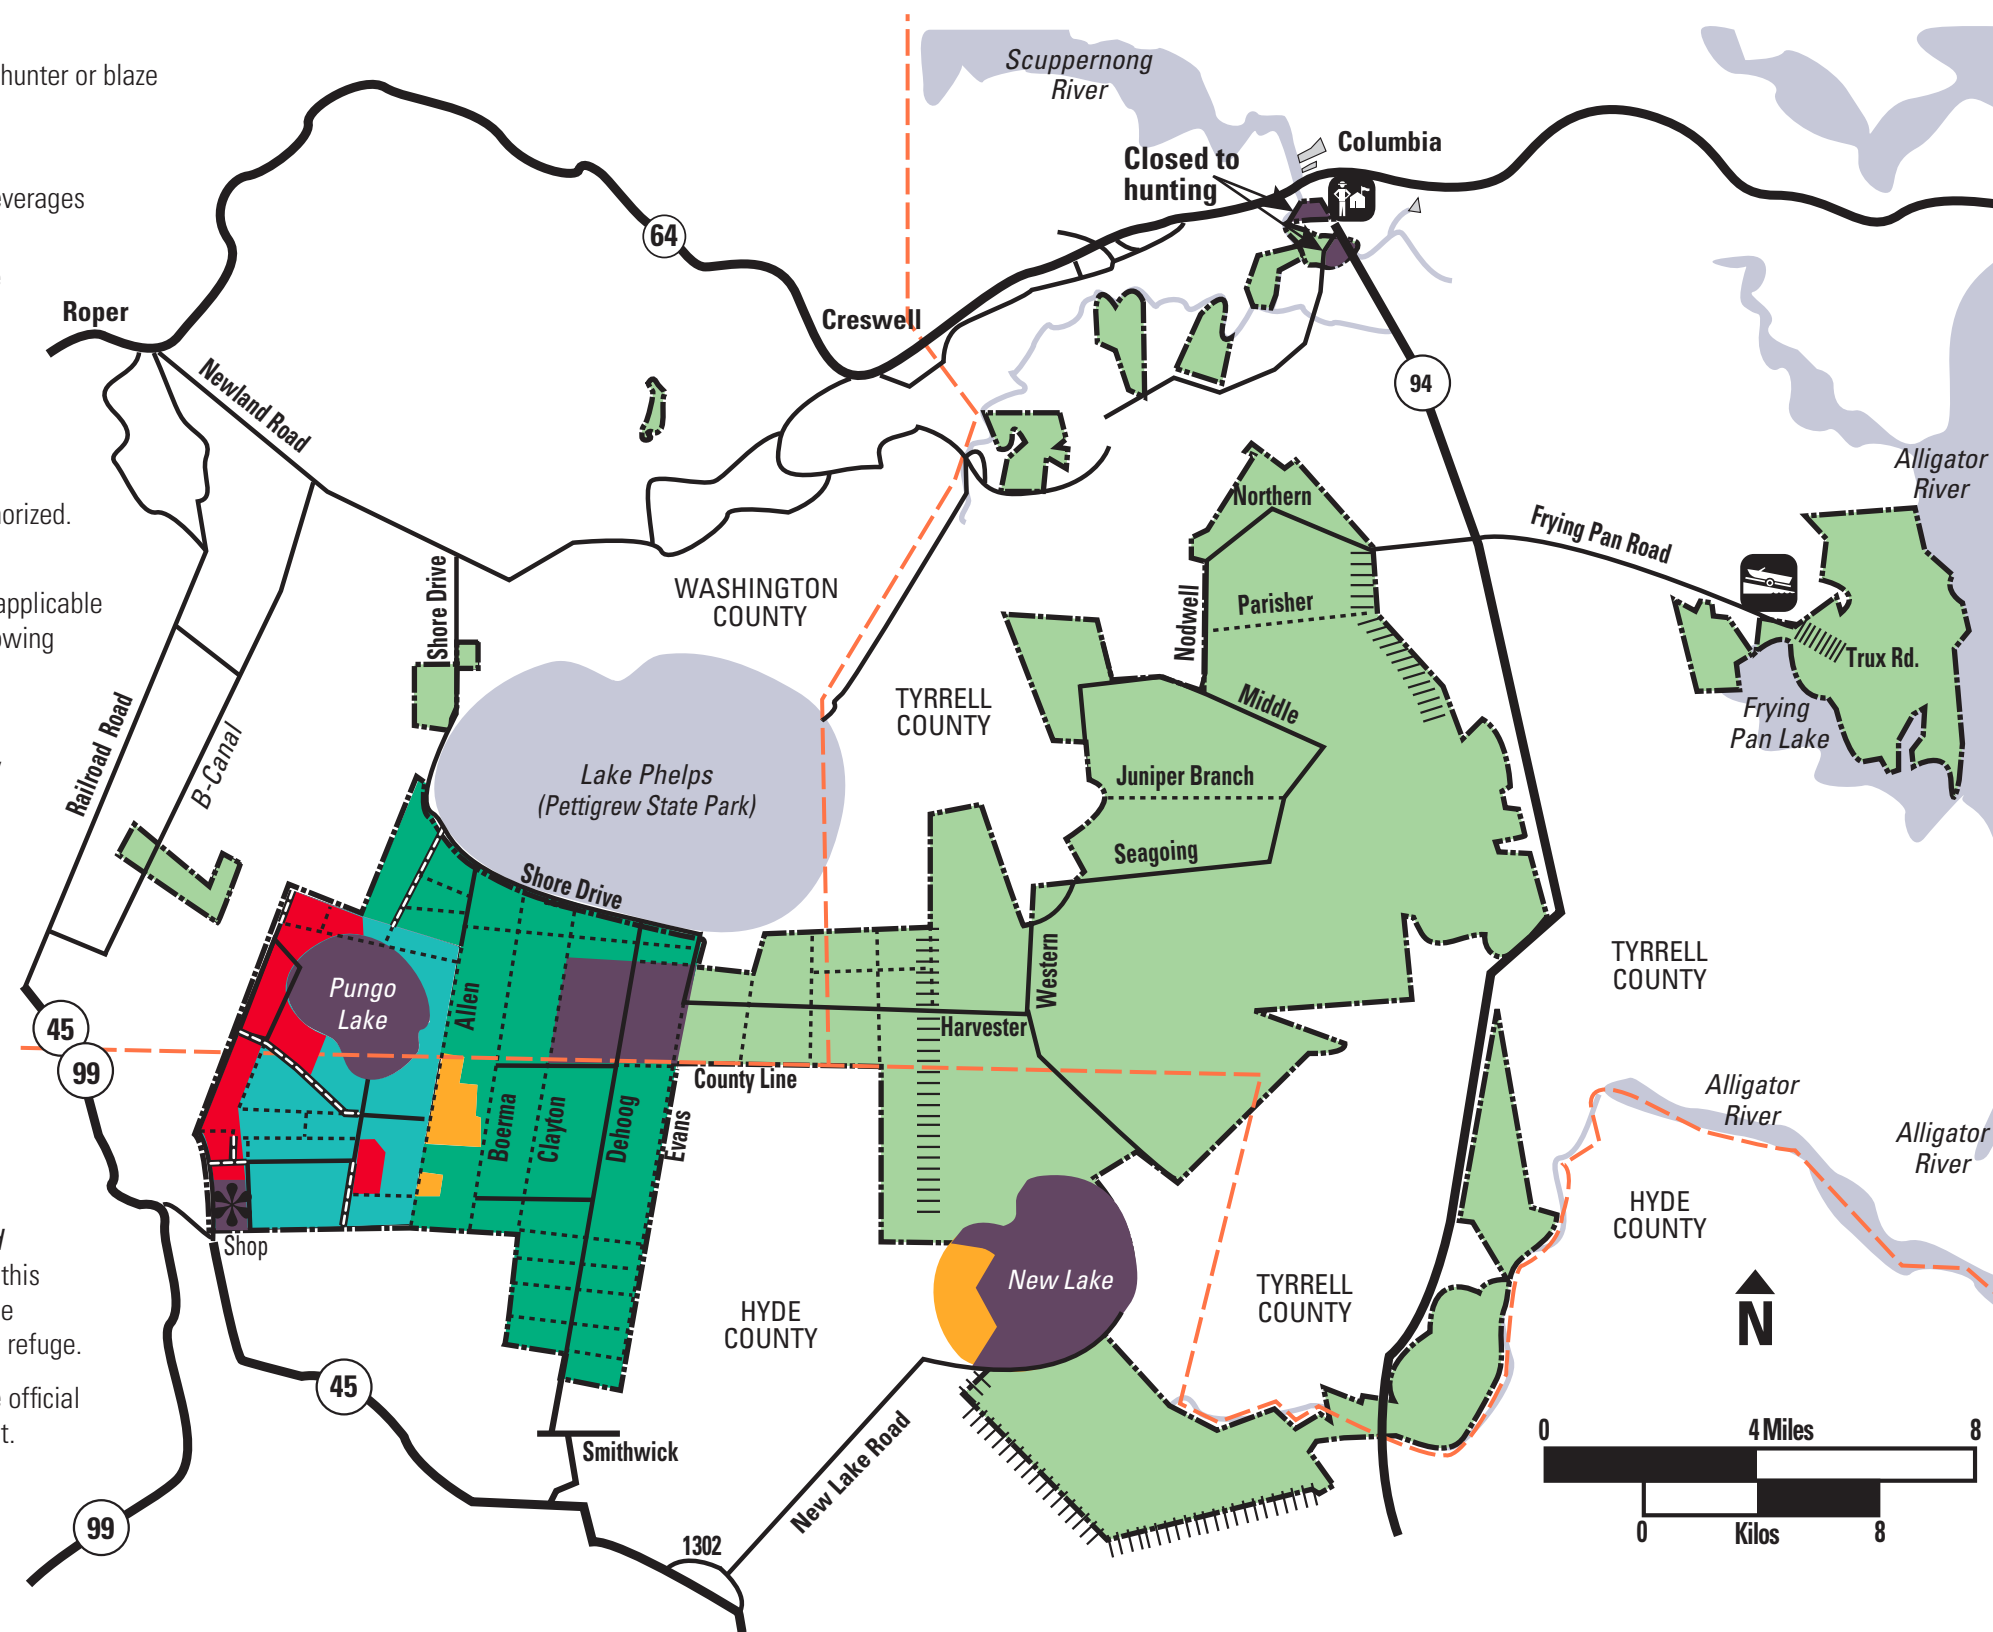 hunter or blaze
everages
orized.
applicable
owing
this
e
refuge.
e official
t.
Scuppernong
River
Columbia
Closed to
hunting
64
Roper
Creswell
Newland Road
94
Alligator
River
Northern
Frying Pan Road
Shore Drive
WASHINGTON
COUNTY
Nodwell
Parisher
Trux Rd.
TYRRELL
COUNTY
Middle
Frying
Pan Lake
Railroad Road
B-Canal
Lake Phelps
(Pettigrew State Park)
Juniper Branch
Seagoing
Shore Drive
Pungo
Lake
Allen
Western
TYRRELL
COUNTY
45
Harvester
99
County Line
Boerma
Clayton
Dehoog
Evans
Alligator
River
Alligator
River
HYDE
COUNTY
Shop
New Lake
TYRRELL
COUNTY
HYDE
COUNTY
N
45
0
4 Miles
8
Smithwick
New Lake Road
99
1302
0
Kilos
8